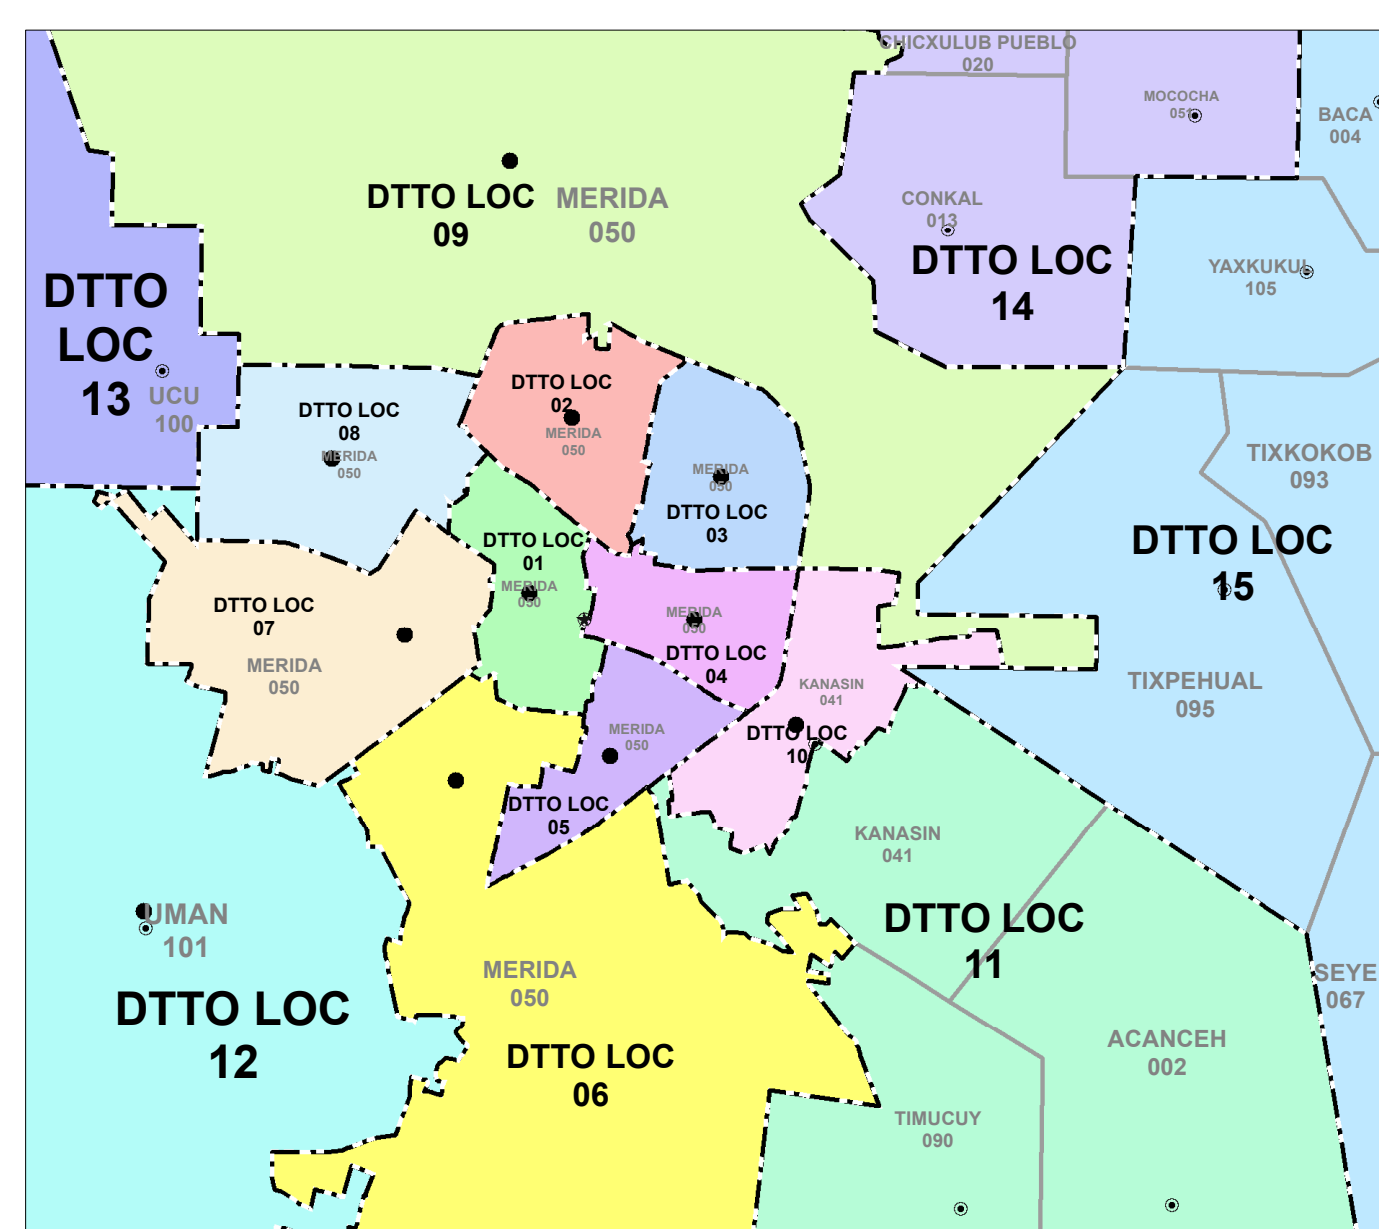 CHICXULUB PUEBLO
020
MOCOCHA
051
BACA
004
DTTO LOC
09
MERIDA
050
CONKAL
013
DTTO LOC
14
YAXKUKUL
105
DTTO
LOC
13
UCU
100
DTTO LOC
02
MERIDA
050
DTTO LOC
08
MERIDA
050
MERIDA
050
DTTO LOC
03
TIXKOKOB
093
DTTO LOC
15
DTTO LOC
01
MERIDA
050
DTTO LOC
07
MERIDA
050
MERIDA
050
DTTO LOC
04
KANASIN
041
TIXPEHUAL
095
MERIDA
050
DTTO LOC
10
DTTO LOC
05
KANASIN
041
UMAN
101
DTTO LOC
11
MERIDA
050
SEYE
067
DTTO LOC
12
DTTO LOC
06
ACANCEH
002
TIMUCUY
090